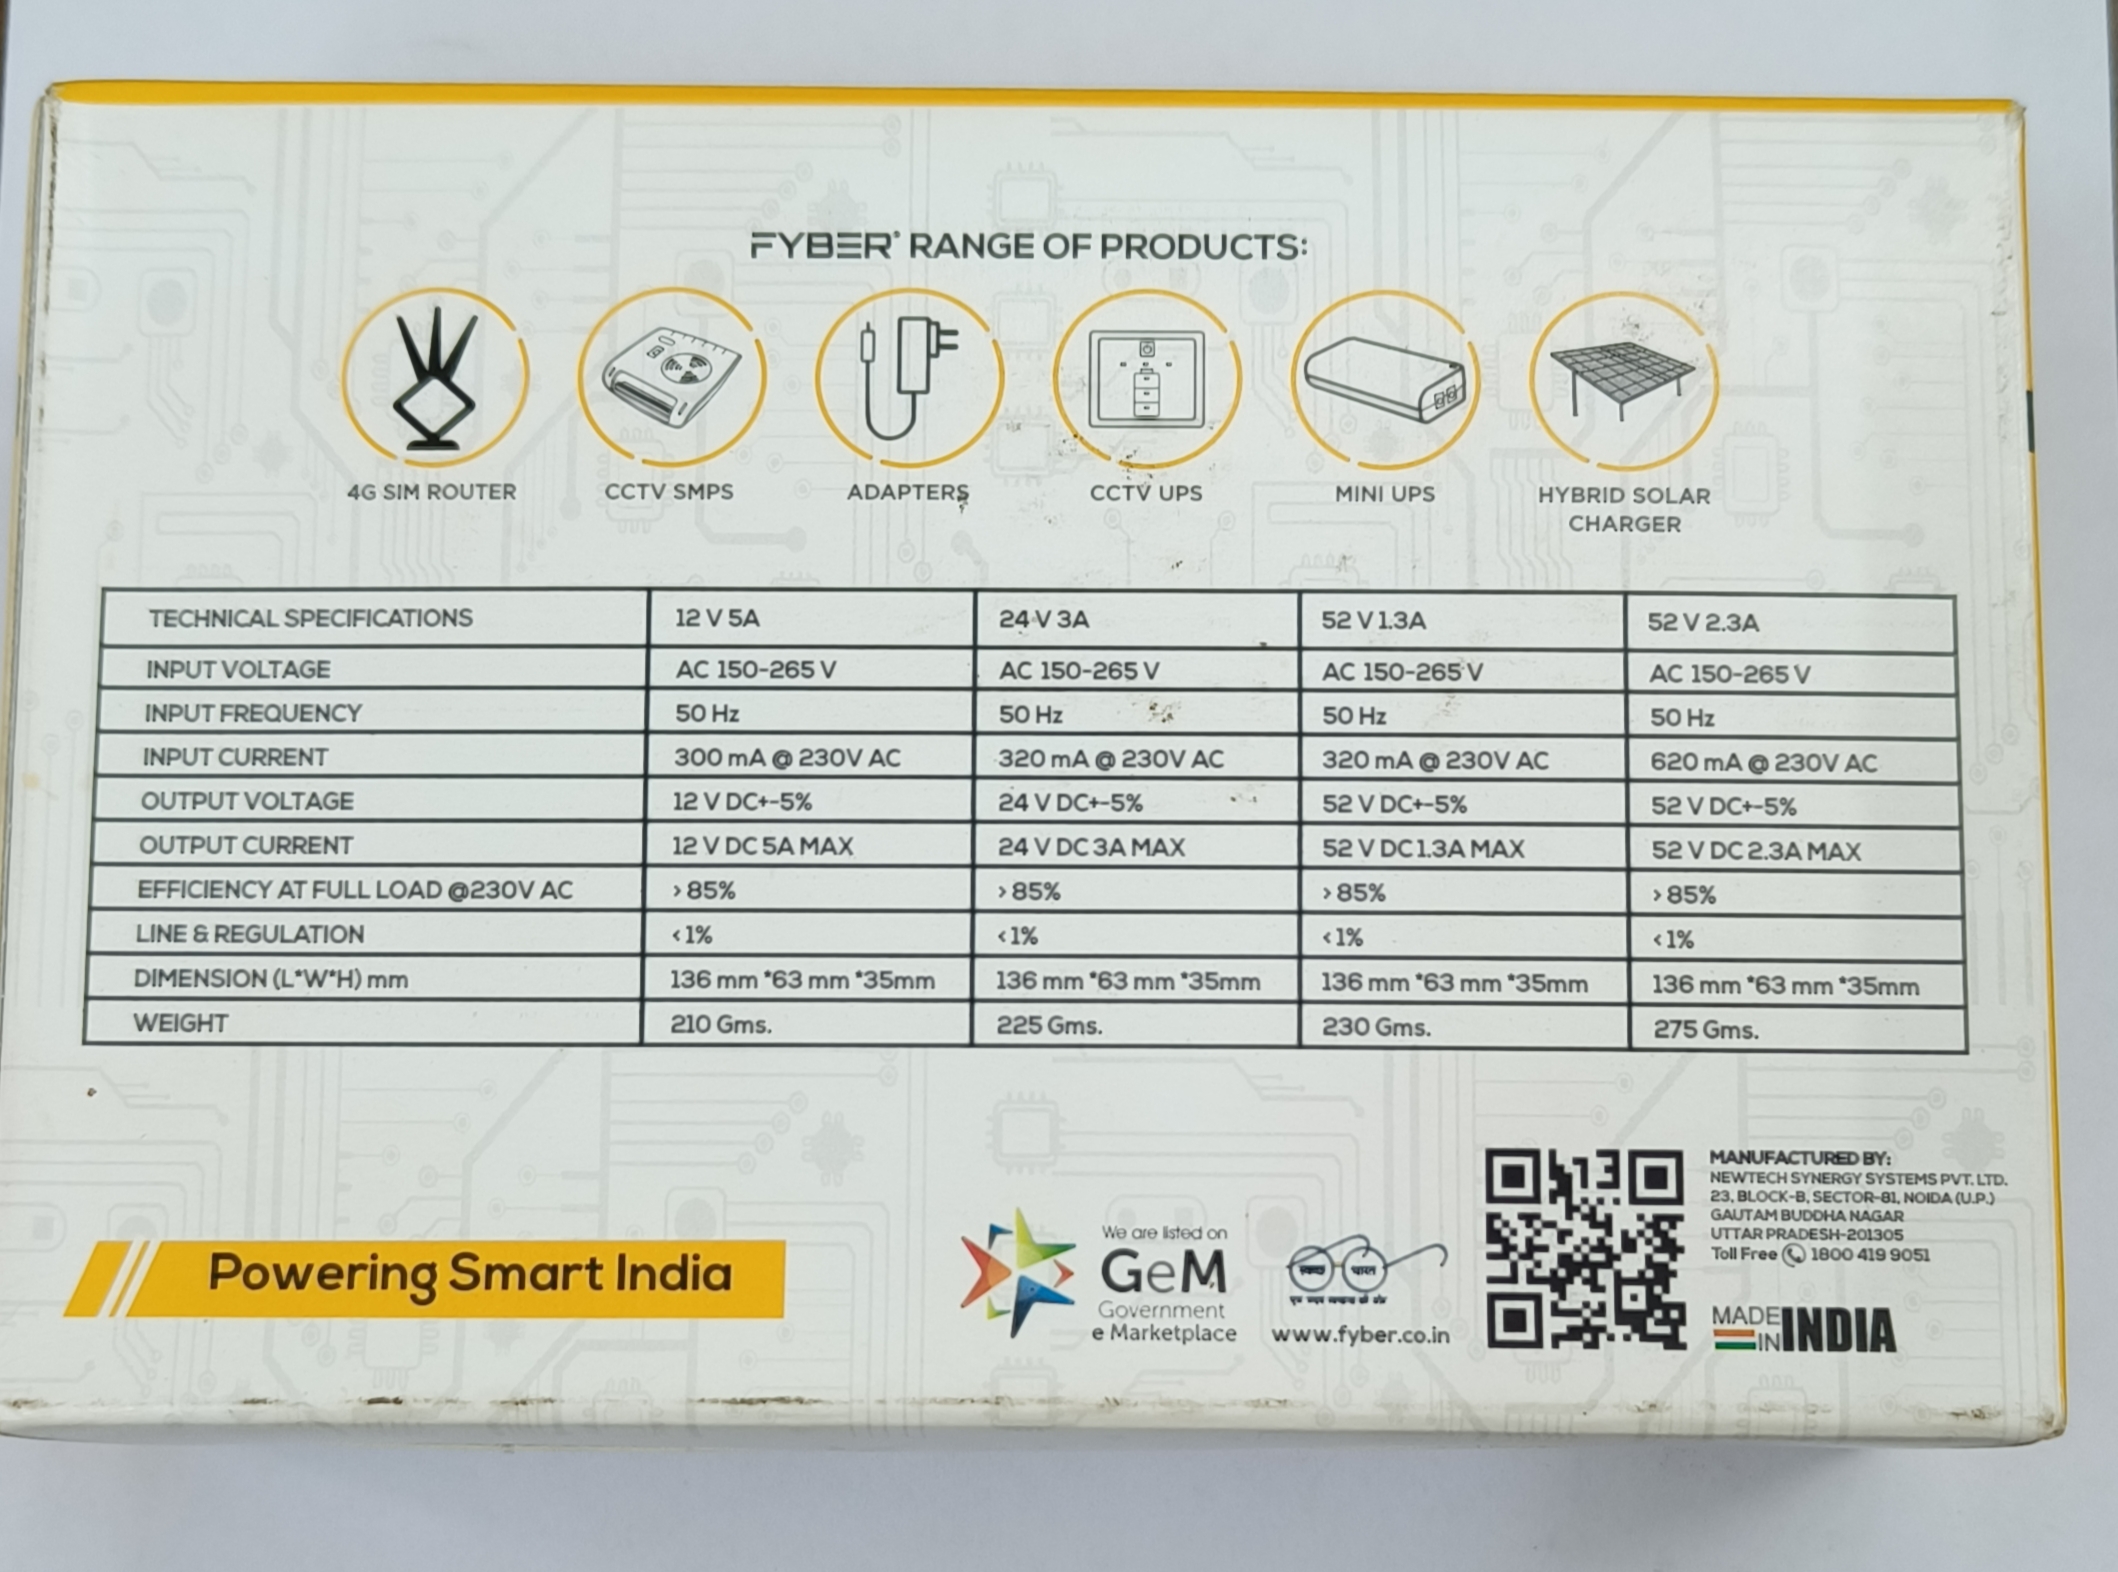 FYBER® RANGE OF PRODUCTS:
4G SIM ROUTER
CCTV SMPS
ADAPTERS
CCTV UPS
MINI UPS
HYBRID SOLAR
CHARGER
TECHNICAL SPECIFICATIONS 12 V 5A 24 V 3A 52 V 1.3A 52 V 2.3A
INPUT VOLTAGE AC 150-265 V AC 150-265 V AC 150-265 V AC 150-265 V
INPUT FREQUENCY 50 Hz 50 Hz 50 Hz 50 Hz
INPUT CURRENT 300 mA @ 230V AC 320 mA @ 230V AC 320 mA @ 230V AC 620 mA @ 230V AC
OUTPUT VOLTAGE 12 V DC+-5% 24 V DC+-5% 52 V DC+-5% 52 V DC+-5%
OUTPUT CURRENT 12 V DC 5A MAX 24 V DC 3A MAX 52 V DC 1.3A MAX 52 V DC 2.3A MAX
EFFICIENCY AT FULL LOAD @230V AC > 85% > 85% > 85% > 85%
LINE & REGULATION < 1% < 1% < 1% < 1%
DIMENSION (L*W*H) mm 136 mm *63 mm *35mm 136 mm *63 mm *35mm 136 mm *63 mm *35mm 136 mm *63 mm *35mm
WEIGHT 210 Gms. 225 Gms. 230 Gms. 275 Gms.
Powering Smart India
We are listed on
GeM
Government
e Marketplace
स्वच्छ भारत
एक कदम स्वच्छता की ओर
www.fyber.co.in
MANUFACTURED BY:
NEWTECH SYNERGY SYSTEMS PVT. LTD.
23, BLOCK-B, SECTOR-81, NOIDA (U.P.)
GAUTAM BUDDHA NAGAR
UTTAR PRADESH-201305
Toll Free 1800 419 9051
MADE IN INDIA